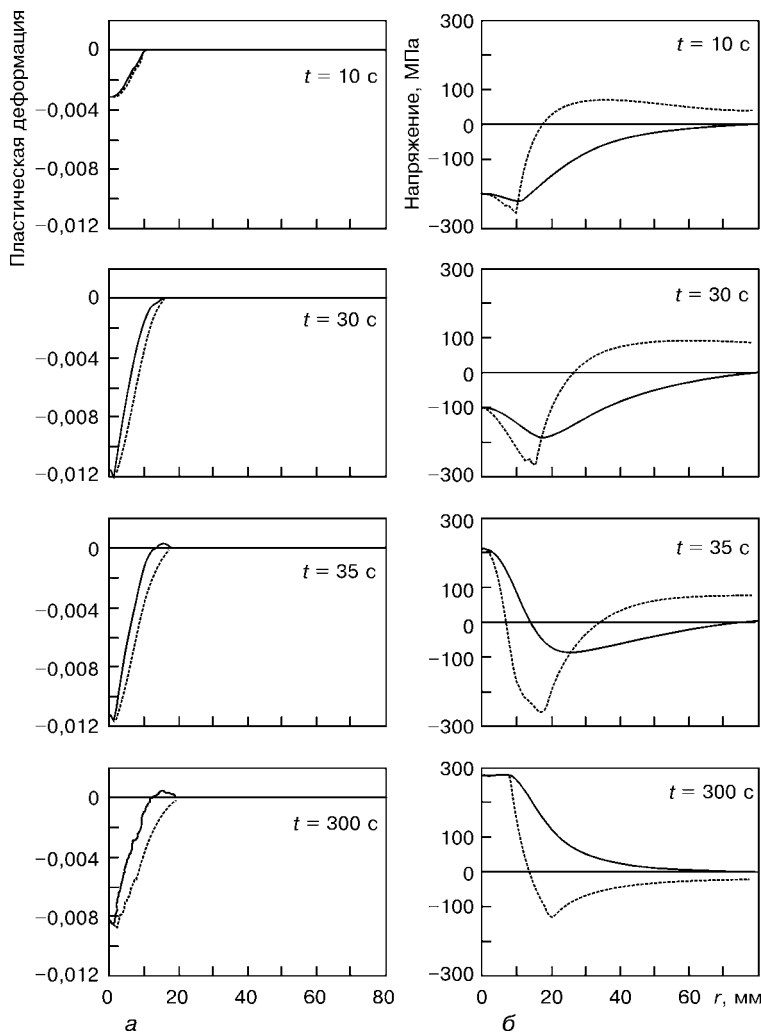 Пластическая деформация
0
−0,004
−0,008
−0,012
t = 10 с
Напряжение, МПа
300
100
0
−100
−300
t = 10 с
0
−0,004
−0,008
−0,012
t = 30 с
300
100
0
−100
−300
t = 30 с
0
−0,004
−0,008
−0,012
t = 35 с
300
100
0
−100
−300
t = 35 с
0
−0,004
−0,008
−0,012
t = 300 с
0 20 40 60 80
а
300
100
0
−100
−300
t = 300 с
0 20 40 60 r, мм
б